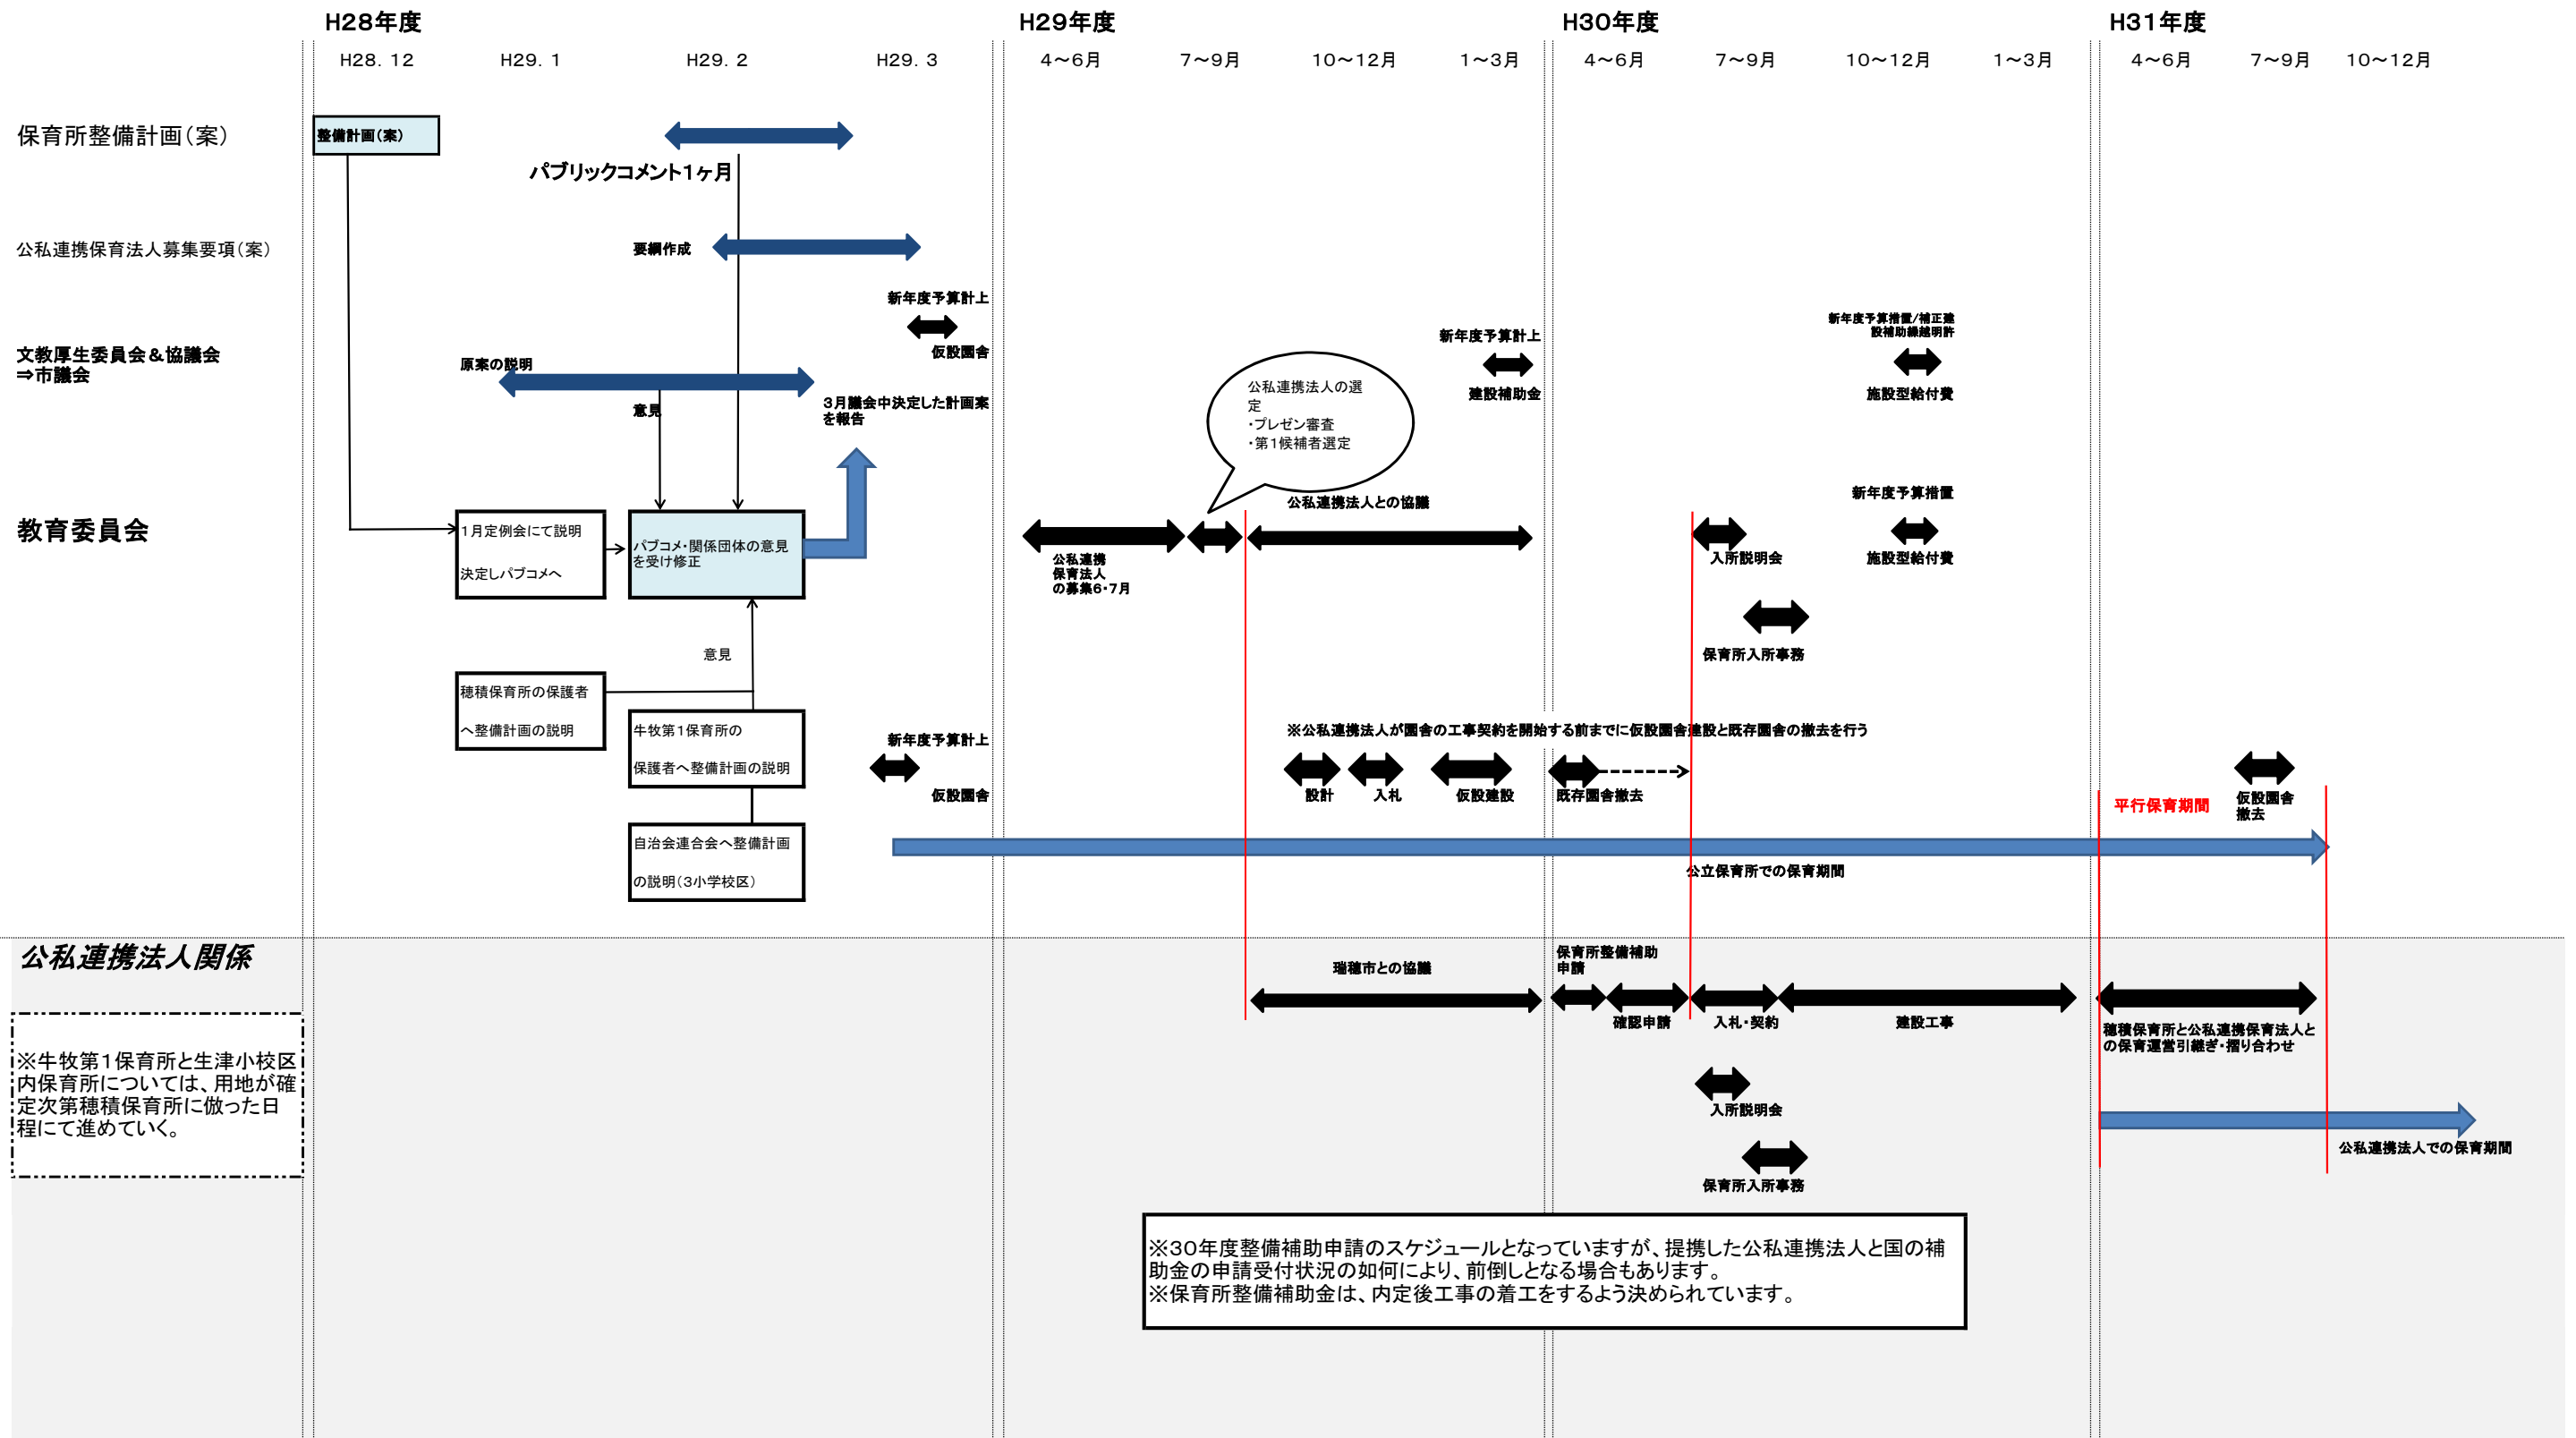 H28年度
H29年度
H30年度
H31年度
H28. 12
H29. 1
H29. 2
H29. 3
4～6月
7～9月
10～12月
1～3月
4～6月
7～9月
10～12月
1～3月
4～6月
7～9月
10～12月
保育所整備計画（案）
整備計画（案）
パブリックコメント１ヶ月
公私連携保育法人募集要項（案）
要綱作成
新年度予算計上
仮設園舎
文教厚生委員会＆協議会
⇒市議会
原案の説明
意見
３月議会中決定した計画案
を報告
公私連携法人の選
定
・プレゼン審査
・第1候補者選定
新年度予算計上
建設補助金
新年度予算措置/補正建
設補助繰越明許
施設型給付費
教育委員会
1月定例会にて説明
決定しパブコメへ
パブコメ・関係団体の意見
を受け修正
公私連携
保育法人
の募集6・7月
公私連携法人との協議
入所説明会
新年度予算措置
施設型給付費
保育所入所事務
意見
穂積保育所の保護者
へ整備計画の説明
牛牧第1保育所の
保護者へ整備計画の説明
自治会連合会へ整備計画
の説明（3小学校区）
新年度予算計上
仮設園舎
※公私連携法人が園舎の工事契約を開始する前までに仮設園舎建設と既存園舎の撤去を行う
設計
入札
仮設建設
既存園舎撤去
平行保育期間
仮設園舎
撤去
公立保育所での保育期間
公私連携法人関係
瑞穂市との協議
保育所整備補助
申請
確認申請
入札・契約
建設工事
穂積保育所と公私連携保育法人と
の保育運営引継ぎ・摺り合わせ
※牛牧第1保育所と生津小校区
内保育所については、用地が確
定次第穂積保育所に倣った日
程にて進めていく。
入所説明会
公私連携法人での保育期間
保育所入所事務
※30年度整備補助申請のスケジュールとなっていますが、提携した公私連携法人と国の補
助金の申請受付状況の如何により、前倒しとなる場合もあります。
※保育所整備補助金は、内定後工事の着工をするよう決められています。